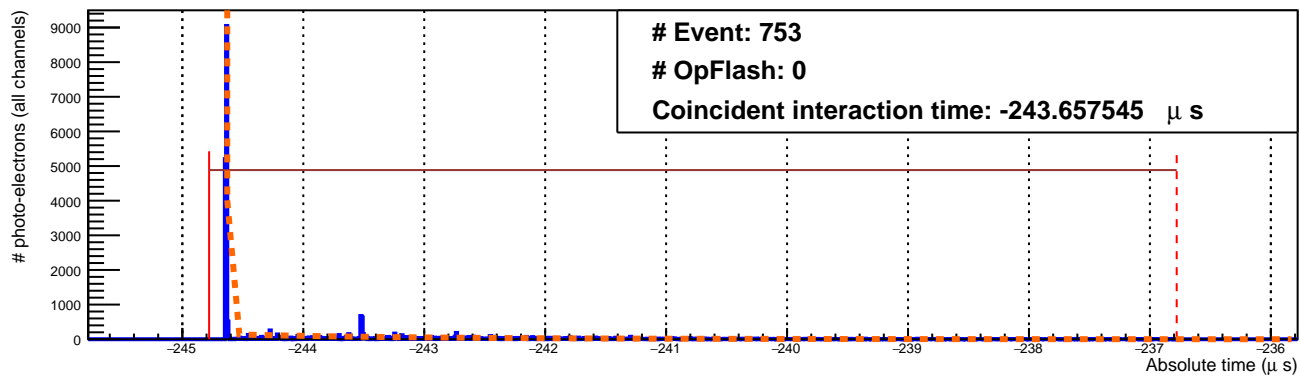 # Event: 753
# OpFlash: 0
Coincident interaction time: -243.657545 μ s
# photo-electrons (all channels)
9000
8000
7000
6000
5000
4000
3000
2000
1000
0
−245 −244 −243 −242 −241 −240 −239 −238 −237 −236
Absolute time (μ s)